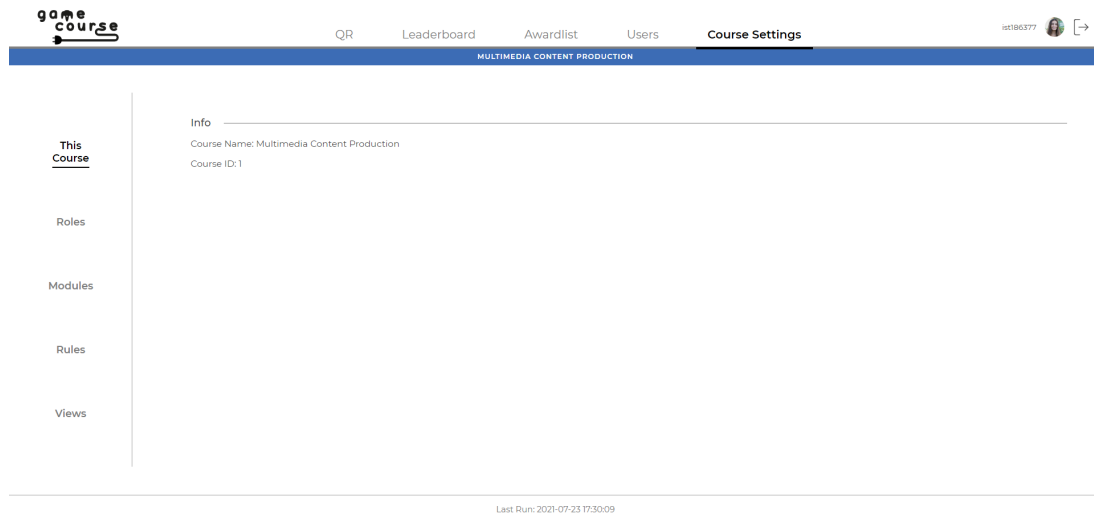 game
course
QR Leaderboard Awardlist Users Course Settings
ist186377
MULTIMEDIA CONTENT PRODUCTION
This
Course
Roles
Modules
Rules
Views
Info
Course Name: Multimedia Content Production
Course ID: 1
Last Run: 2021-07-23 17:30:09